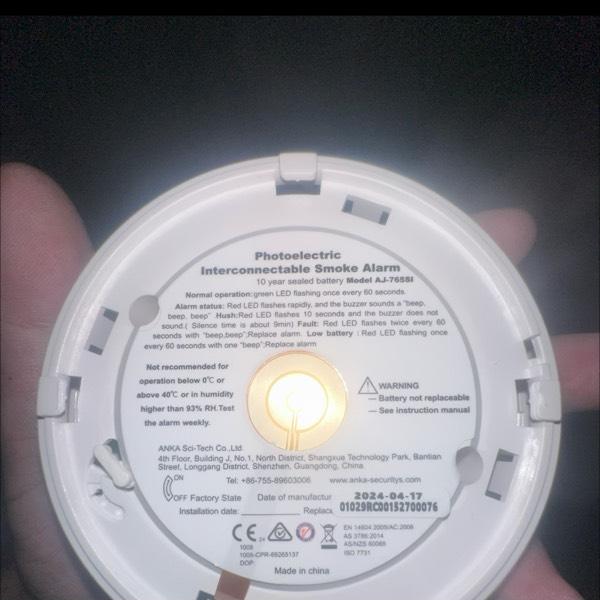 Photoelectric
Interconnectable Smoke Alarm
10 year sealed battery Model AJ-765SI
Normal operation:green LED flashing once every 60 seconds.
Alarm status: Red LED flashes rapidly, and the buzzer sounds a "beep,
beep, beep" .Hush:Red LED flashes 10 seconds and the buzzer does not
sound.( Silence time is about 9min) Fault: Red LED flashes twice every 60
seconds with "beep,beep";Replace alarm. Low battery : Red LED flashing once
every 60 seconds with one "beep";Replace alarm
Not recommended for
operation below 0℃ or
above 40℃ or in humidity
higher than 93% RH.Test
the alarm weekly.
WARNING
— Battery not replaceable
— See instruction manual
ANKA Sci-Tech Co.,Ltd.
4th Floor, Building J, No.1, North District, Shangxue Technology Park, Bantian
Street, Longgang District, Shenzhen, Guangdong, China.
Tel: +86-755-89603006 www.anka-securitys.com
ON
OFF Factory State Date of manufactur 2024-04-17
Installation date: Replace 01029RC00152700076
CE 24
1008
1008-CPR-69265137
DOP:
EN 14604:2005/AC:2008
AS 3786:2014
AS/NZS 60065
ISO 7731
Made in china